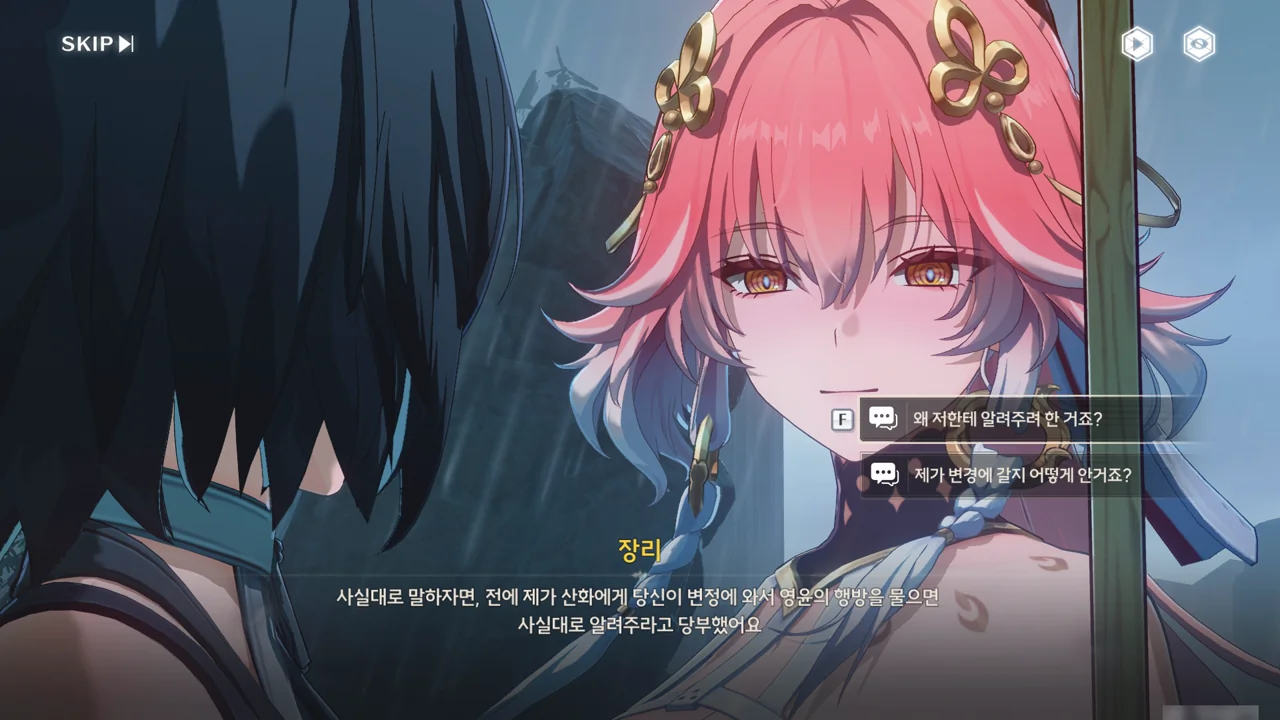 SKIP
F
왜 저한테 알려주려 한 거죠?
제가 변경에 갈지 어떻게 안거죠?
장리
사실대로 말하자면, 전에 제가 산화에게 당신이 변정에 와서 영윤의 행방을 물으면
사실대로 알려주라고 당부했어요